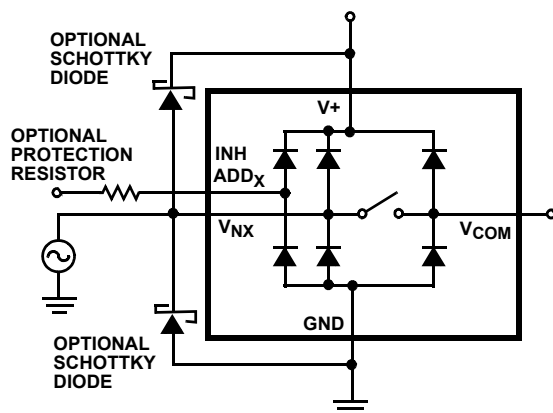 OPTIONAL
SCHOTTKY
DIODE
OPTIONAL
PROTECTION
RESISTOR
INH
ADDX
V+
VNX
VCOM
GND
OPTIONAL
SCHOTTKY
DIODE